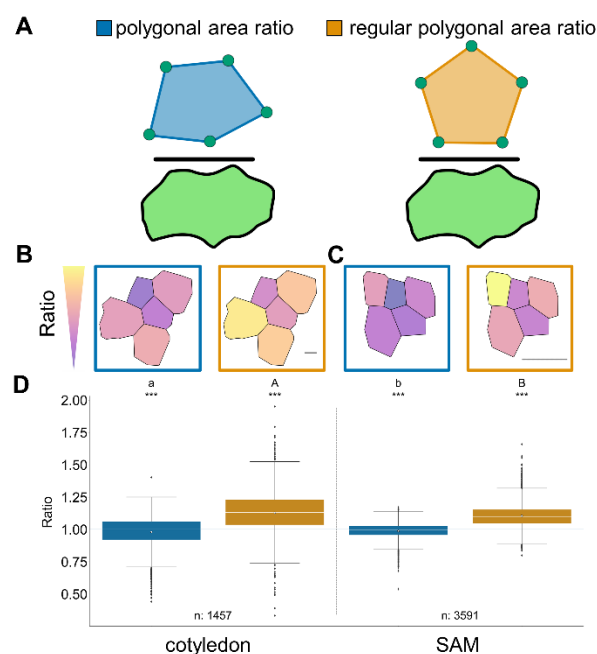 A
polygonal area ratio
regular polygonal area ratio
B
C
Ratio
a
A
b
B
***
***
***
***
D
2.00
1.75
1.50
1.25
1.00
0.75
0.50
Ratio
n: 1457
n: 3591
cotyledon
SAM